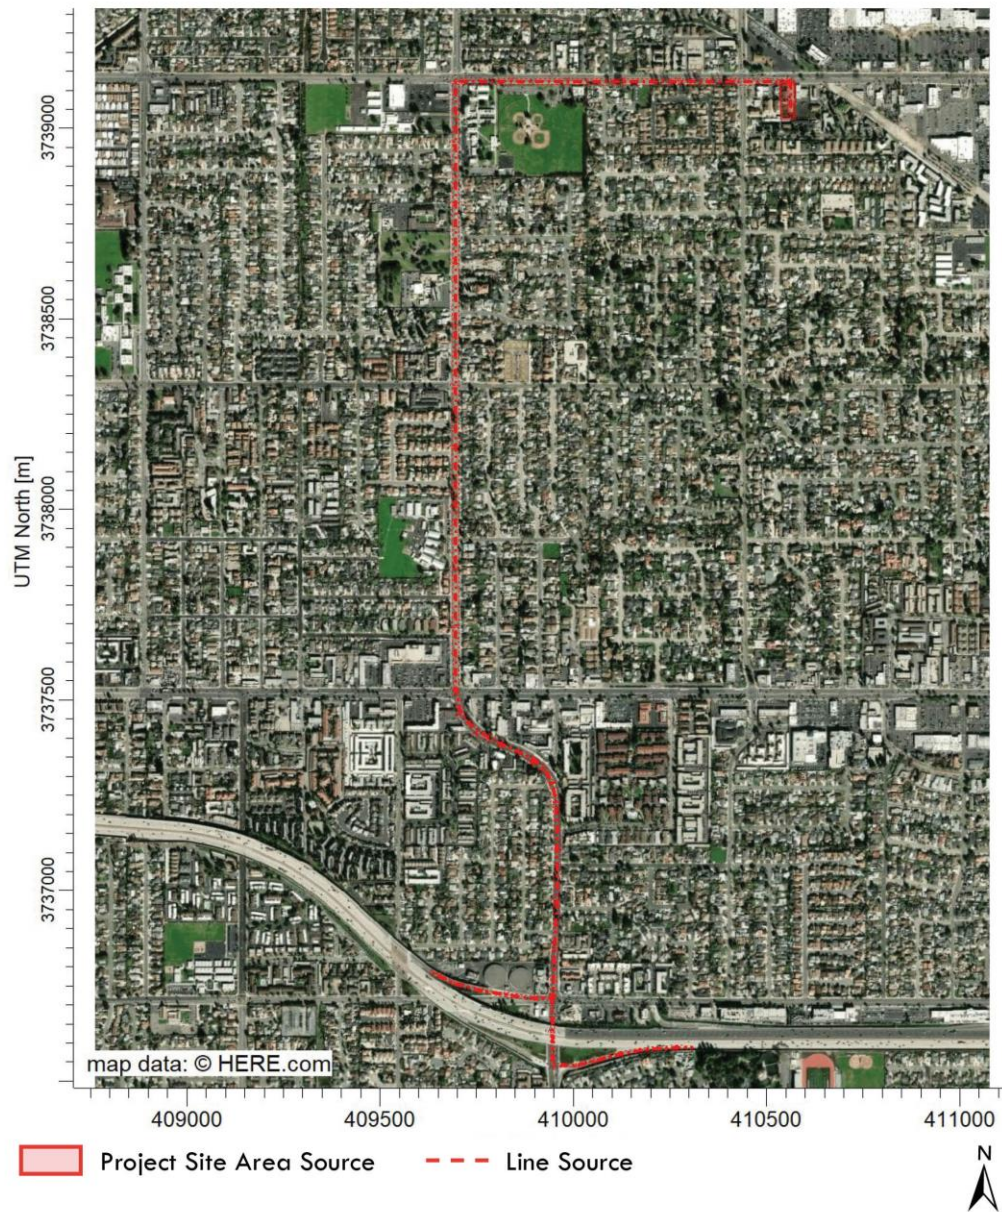 3739000
3738500
3738000
3737500
3737000
UTM North [m]
map data: © HERE.com
409000 409500 410000 410500 411000
Project Site Area Source Line Source
N